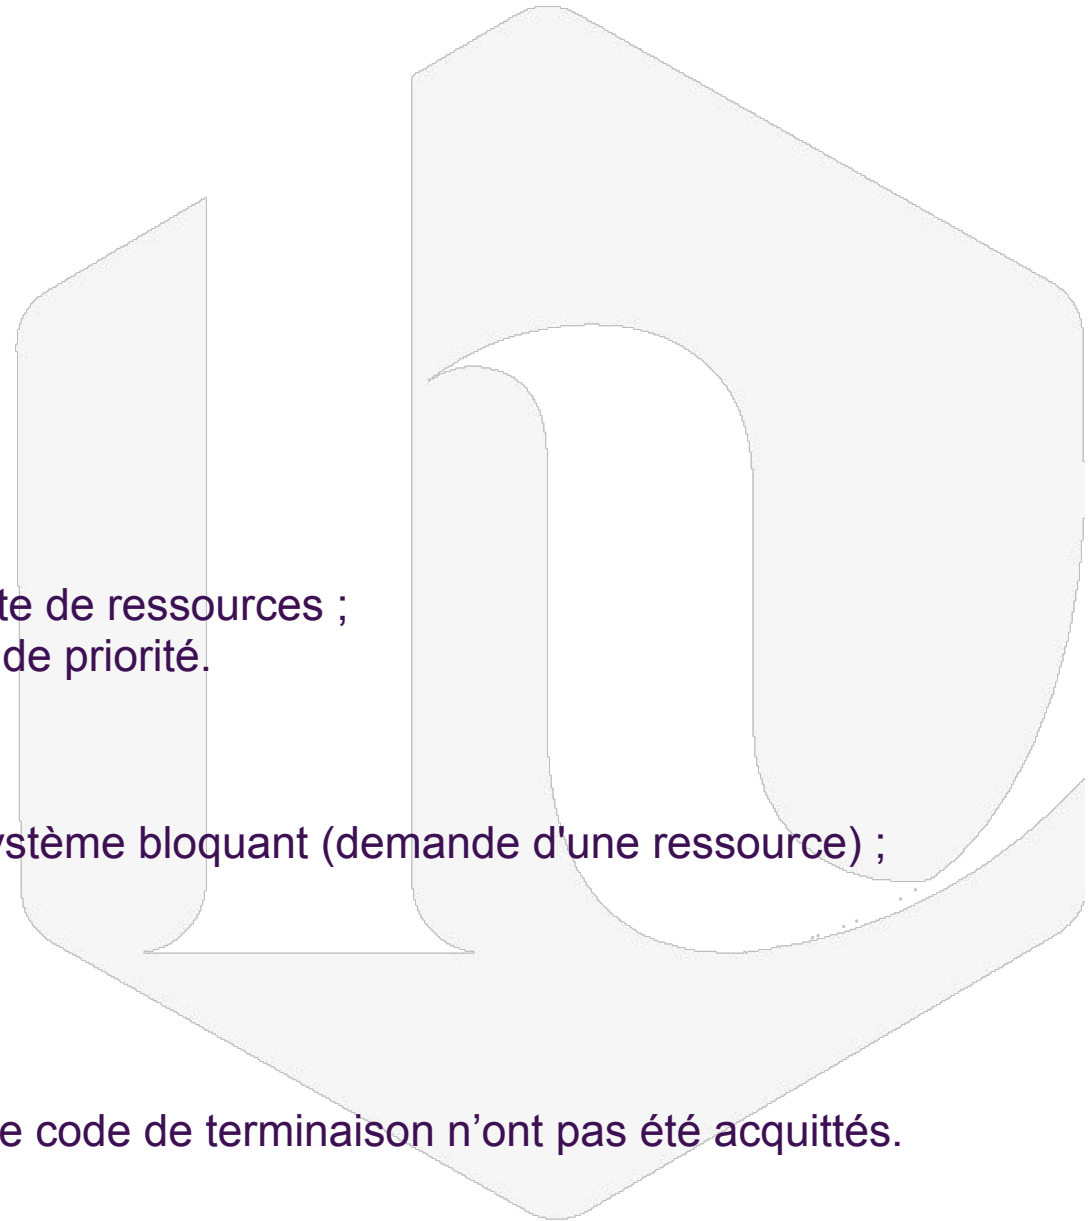 te de ressources ;
de priorité.
ystème bloquant (demande d'une ressource) ;
e code de terminaison n’ont pas été acquittés.